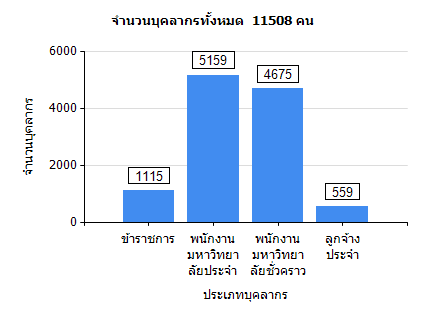 จำนวนบุคลากรทั้งหมด 11508 คน
จำนวนบุคลากร
6000
4000
2000
0
1115
5159
4675
559
ข้าราชการ
พนักงาน
มหาวิทยา
ลัยประจำ
พนักงาน
มหาวิทยา
ลัยชั่วคราว
ลูกจ้าง
ประจำ
ประเภทบุคลากร